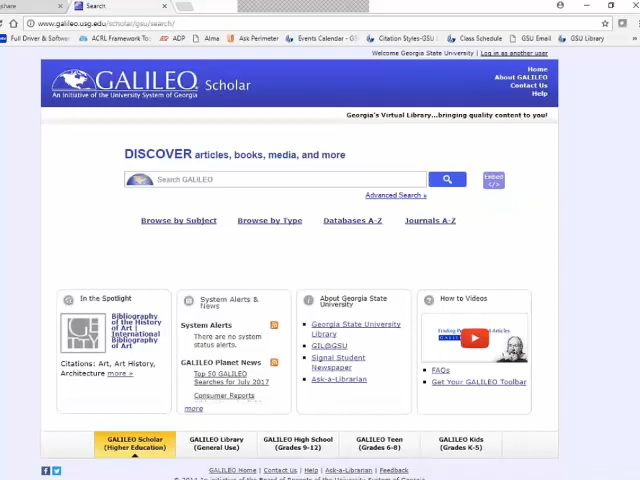 pshare
Search
www.galileo.usg.edu/scholar/gsu/search/
Full Driver & Softwar
ACRL Framework To
ADP
Alma
Ask Perimeter
Events Calendar - GS
Citation Styles-GSU
Class Schedule
GSU Email
GSU Library
Welcome Georgia State University | Log in as another user
GALILEO Scholar
An Initiative of the University System of Georgia
Home
About GALILEO
Contact Us
Help
Georgia's Virtual Library...bringing quality content to you!
DISCOVER articles, books, media, and more
Search GALILEO
Embed
</>
Advanced Search »
Browse by Subject
Browse by Type
Databases A-Z
Journals A-Z
In the Spotlight
Bibliography
of the History
of Art |
International
Bibliography
of Art
Citations: Art, Art History,
Architecture more »
System Alerts &
News
System Alerts
There are no system
status alerts.
GALILEO Planet News
Top 50 GALILEO
Searches for July 2017
Consumer Reports
more
About Georgia State
University
Georgia State University
Library
GIL@GSU
Signal Student
Newspaper
Ask-a-Librarian
How to Videos
FAQs
Get Your GALILEO Toolbar
GALILEO Scholar
(Higher Education)
GALILEO Library
(General Use)
GALILEO High School
(Grades 9-12)
GALILEO Teen
(Grades 6-8)
GALILEO Kids
(Grades K-5)
GALILEO Home | Contact Us | Help | Ask-a-Librarian | Feedback